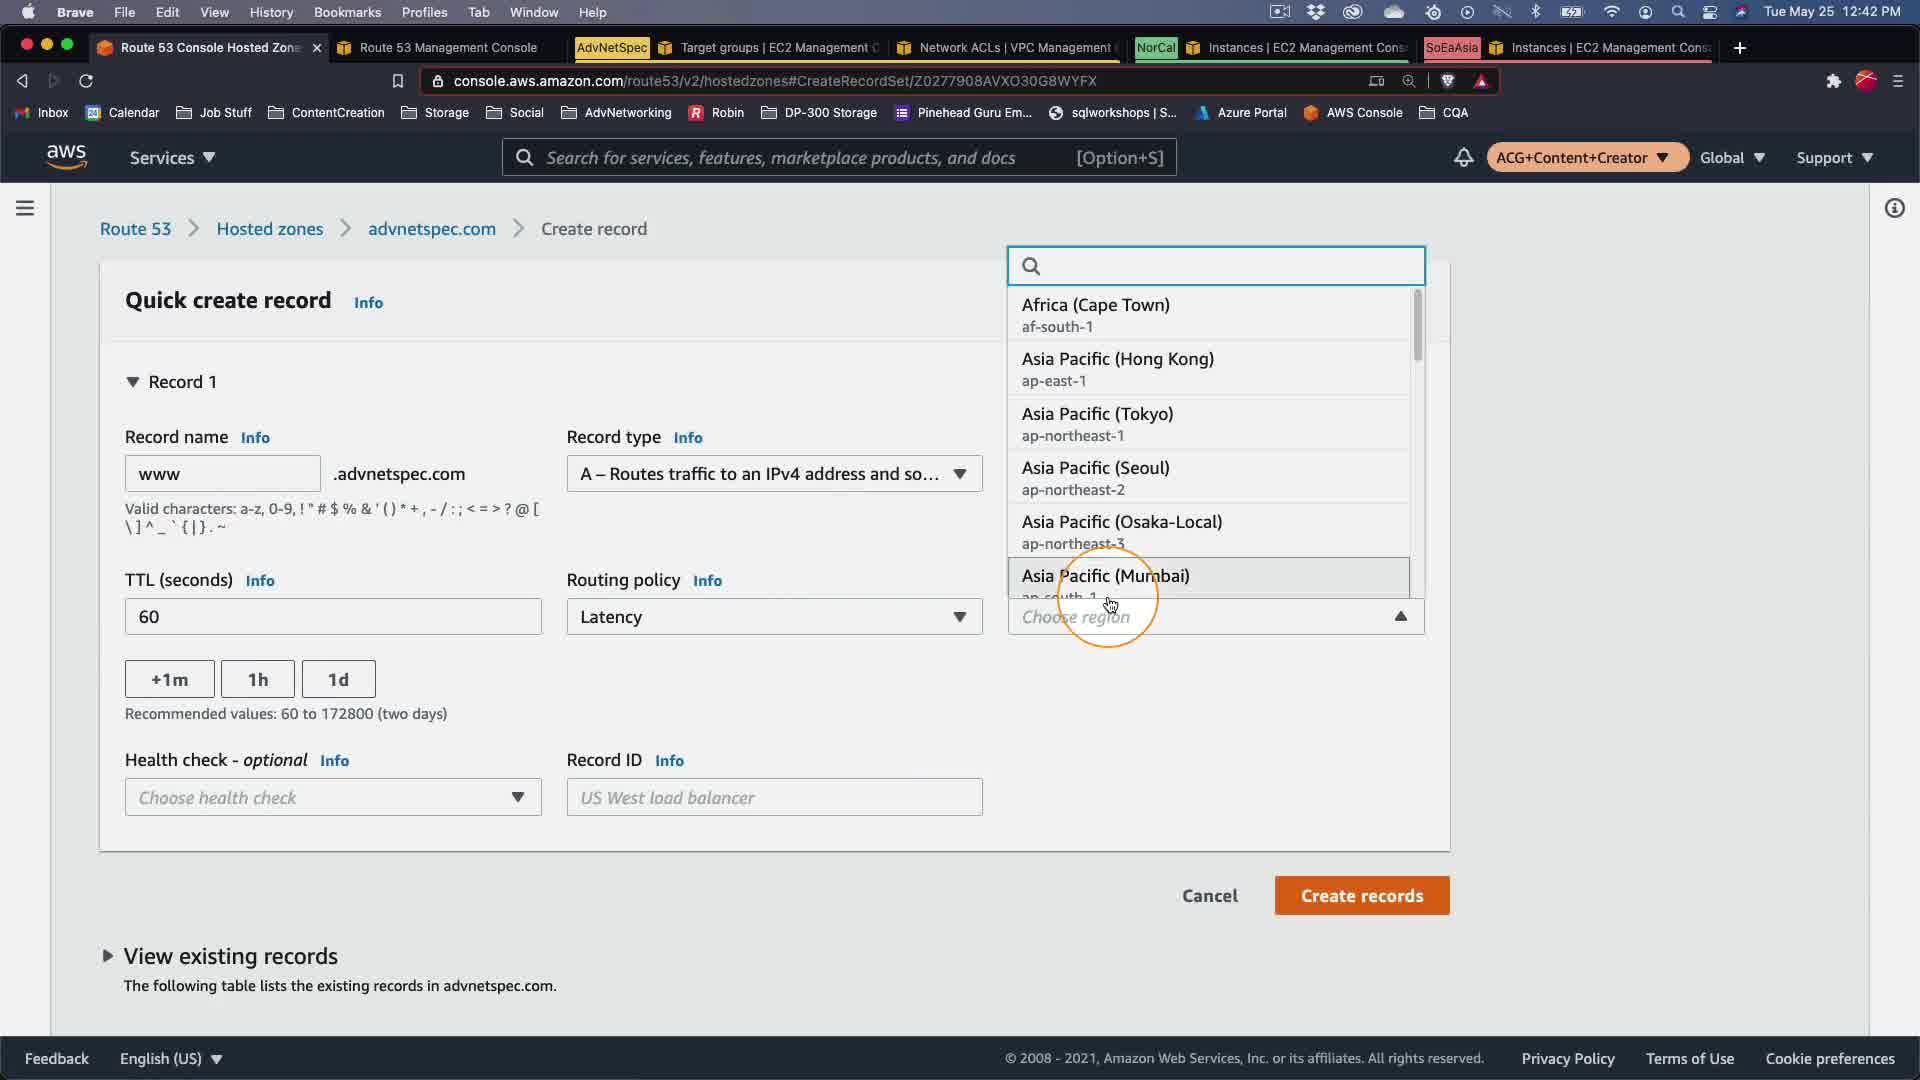 Brave File Edit View History Bookmarks Profiles Tab Window Help Tue May 25 12:42 PM
Route 53 Console Hosted Zone Route 53 Management Console AdvNetSpec Target groups | EC2 Management C Network ACLs | VPC Management NorCal Instances | EC2 Management Cons SoEaAsia Instances | EC2 Management Cons
console.aws.amazon.com/route53/v2/hostedzones#CreateRecordSet/Z0277908AVXO30G8WYFX
Inbox Calendar Job Stuff ContentCreation Storage Social AdvNetworking Robin DP-300 Storage Pinehead Guru Em... sqlworkshops | S... Azure Portal AWS Console CQA
aws Services Search for services, features, marketplace products, and docs [Option+S] ACG+Content+Creator Global Support
Route 53 Hosted zones advnetspec.com Create record
Quick create record Info
Africa (Cape Town)
af-south-1
Asia Pacific (Hong Kong)
ap-east-1
Asia Pacific (Tokyo)
ap-northeast-1
Asia Pacific (Seoul)
ap-northeast-2
Asia Pacific (Osaka-Local)
ap-northeast-3
Asia Pacific (Mumbai)
ap-south-1
Choose region
Record 1
Record name Info
www .advnetspec.com
Valid characters: a-z, 0-9, ! " # $ % & ' ( ) * + , - / : ; < = > ? @ [
\ ] ^ _ ` { | } . ~
Record type Info
A – Routes traffic to an IPv4 address and so...
TTL (seconds) Info
60
+1m 1h 1d
Recommended values: 60 to 172800 (two days)
Routing policy Info
Latency
Health check - optional Info
Choose health check
Record ID Info
US West load balancer
Cancel Create records
View existing records
The following table lists the existing records in advnetspec.com.
Feedback English (US) © 2008 - 2021, Amazon Web Services, Inc. or its affiliates. All rights reserved. Privacy Policy Terms of Use Cookie preferences